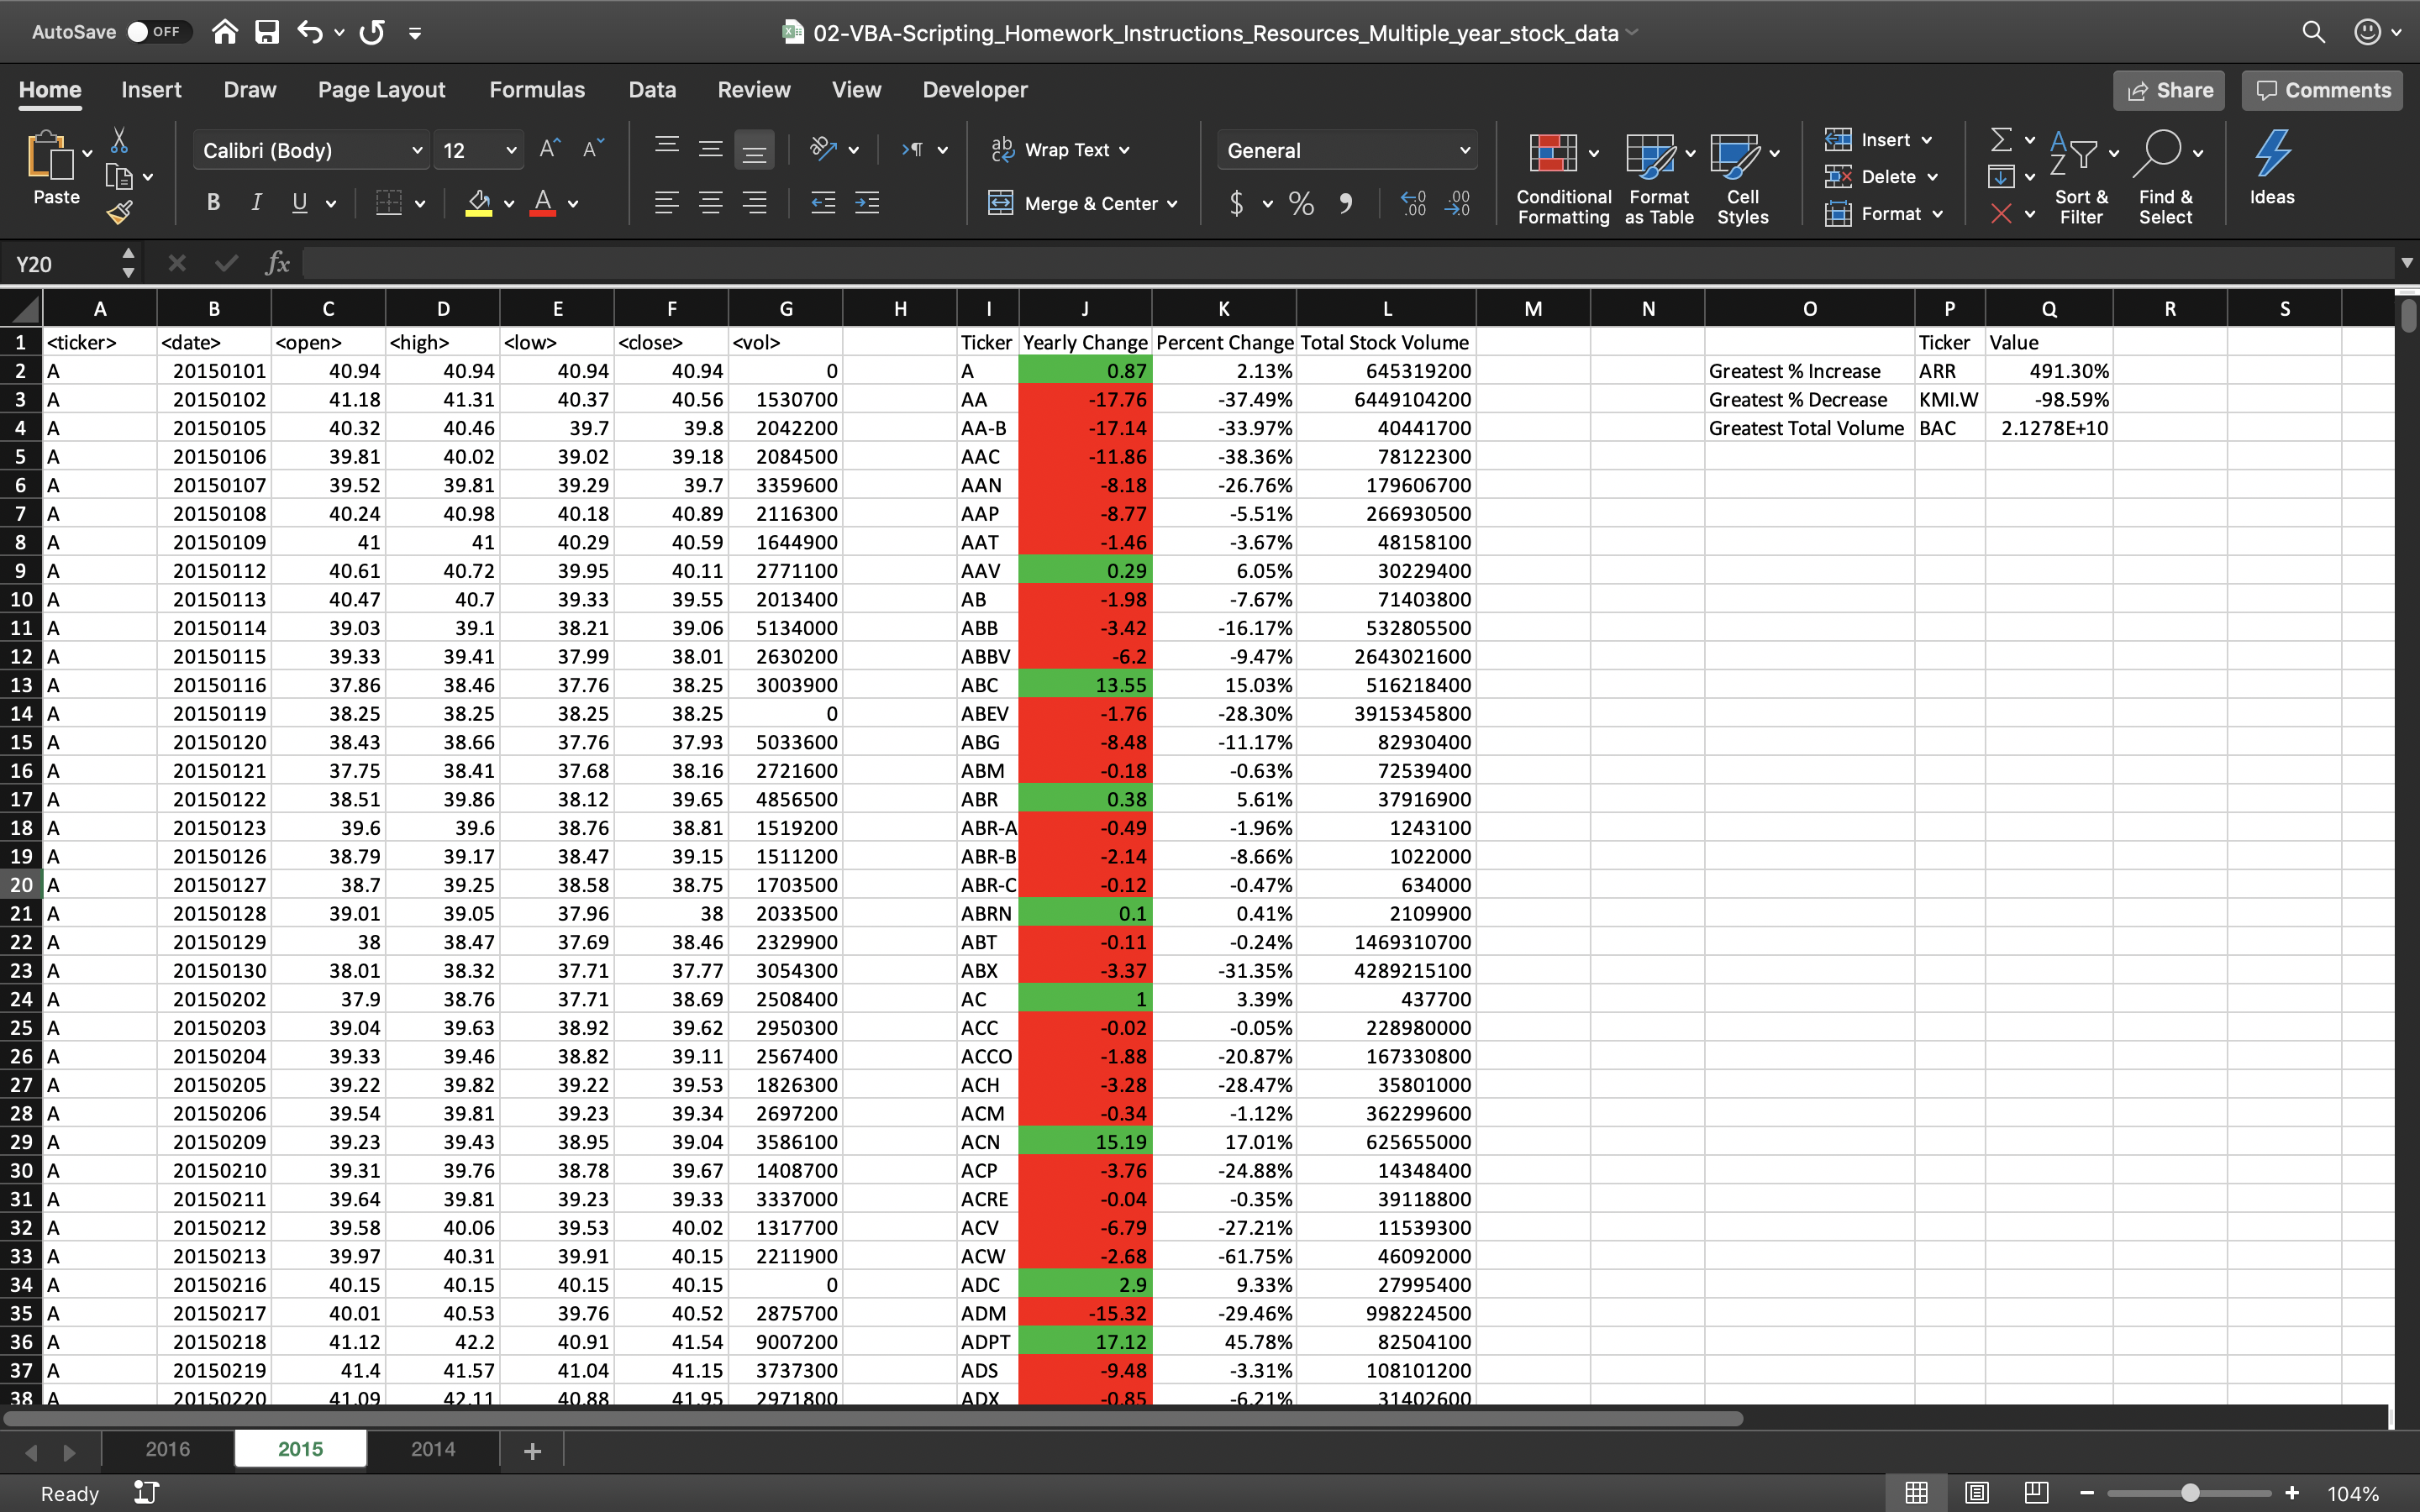 AutoSave OFF 02-VBA-Scripting_Homework_Instructions_Resources_Multiple_year_stock_data
Home Insert Draw Page Layout Formulas Data Review View Developer Share Comments
Paste Calibri (Body) 12 Wrap Text General Insert
B I U Merge & Center $ % Conditional Formatting Format as Table Cell Styles Delete Format Sort & Filter Find & Select Ideas
Y20 fx
A B C D E F G H I J K L M N O P Q R S
1 <ticker> <date> <open> <high> <low> <close> <vol> Ticker Yearly Change Percent Change Total Stock Volume Ticker Value
2 A 20150101 40.94 40.94 40.94 40.94 0 A 0.87 2.13% 645319200 Greatest % Increase ARR 491.30%
3 A 20150102 41.18 41.31 40.37 40.56 1530700 AA -17.76 -37.49% 6449104200 Greatest % Decrease KMI.W -98.59%
4 A 20150105 40.32 40.46 39.7 39.8 2042200 AA-B -17.14 -33.97% 40441700 Greatest Total Volume BAC 2.1278E+10
5 A 20150106 39.81 40.02 39.02 39.18 2084500 AAC -11.86 -38.36% 78122300
6 A 20150107 39.52 39.81 39.29 39.7 3359600 AAN -8.18 -26.76% 179606700
7 A 20150108 40.24 40.98 40.18 40.89 2116300 AAP -8.77 -5.51% 266930500
8 A 20150109 41 41 40.29 40.59 1644900 AAT -1.46 -3.67% 48158100
9 A 20150112 40.61 40.72 39.95 40.11 2771100 AAV 0.29 6.05% 30229400
10 A 20150113 40.47 40.7 39.33 39.55 2013400 AB -1.98 -7.67% 71403800
11 A 20150114 39.03 39.1 38.21 39.06 5134000 ABB -3.42 -16.17% 532805500
12 A 20150115 39.33 39.41 37.99 38.01 2630200 ABBV -6.2 -9.47% 2643021600
13 A 20150116 37.86 38.46 37.76 38.25 3003900 ABC 13.55 15.03% 516218400
14 A 20150119 38.25 38.25 38.25 38.25 0 ABEV -1.76 -28.30% 3915345800
15 A 20150120 38.43 38.66 37.76 37.93 5033600 ABG -8.48 -11.17% 82930400
16 A 20150121 37.75 38.41 37.68 38.16 2721600 ABM -0.18 -0.63% 72539400
17 A 20150122 38.51 39.86 38.12 39.65 4856500 ABR 0.38 5.61% 37916900
18 A 20150123 39.6 39.6 38.76 38.81 1519200 ABR-A -0.49 -1.96% 1243100
19 A 20150126 38.79 39.17 38.47 39.15 1511200 ABR-B -2.14 -8.66% 1022000
20 A 20150127 38.7 39.25 38.58 38.75 1703500 ABR-C -0.12 -0.47% 634000
21 A 20150128 39.01 39.05 37.96 38 2033500 ABRN 0.1 0.41% 2109900
22 A 20150129 38 38.47 37.69 38.46 2329900 ABT -0.11 -0.24% 1469310700
23 A 20150130 38.01 38.32 37.71 37.77 3054300 ABX -3.37 -31.35% 4289215100
24 A 20150202 37.9 38.76 37.71 38.69 2508400 AC 1 3.39% 437700
25 A 20150203 39.04 39.63 38.92 39.62 2950300 ACC -0.02 -0.05% 228980000
26 A 20150204 39.33 39.46 38.82 39.11 2567400 ACCO -1.88 -20.87% 167330800
27 A 20150205 39.22 39.82 39.22 39.53 1826300 ACH -3.28 -28.47% 35801000
28 A 20150206 39.54 39.81 39.23 39.34 2697200 ACM -0.34 -1.12% 362299600
29 A 20150209 39.23 39.43 38.95 39.04 3586100 ACN 15.19 17.01% 625655000
30 A 20150210 39.31 39.76 38.78 39.67 1408700 ACP -3.76 -24.88% 14348400
31 A 20150211 39.64 39.81 39.23 39.33 3337000 ACRE -0.04 -0.35% 39118800
32 A 20150212 39.58 40.06 39.53 40.02 1317700 ACV -6.79 -27.21% 11539300
33 A 20150213 39.97 40.31 39.91 40.15 2211900 ACW -2.68 -61.75% 46092000
34 A 20150216 40.15 40.15 40.15 40.15 0 ADC 2.9 9.33% 27995400
35 A 20150217 40.01 40.53 39.76 40.52 2875700 ADM -15.32 -29.46% 998224500
36 A 20150218 41.12 42.2 40.91 41.54 9007200 ADPT 17.12 45.78% 82504100
37 A 20150219 41.4 41.57 41.04 41.15 3737300 ADS -9.48 -3.31% 108101200
38 A 20150220 41.09 42.11 40.88 41.95 2971800 ADX -0.85 -6.21% 31402600
2016 2015 2014 +
Ready 104%